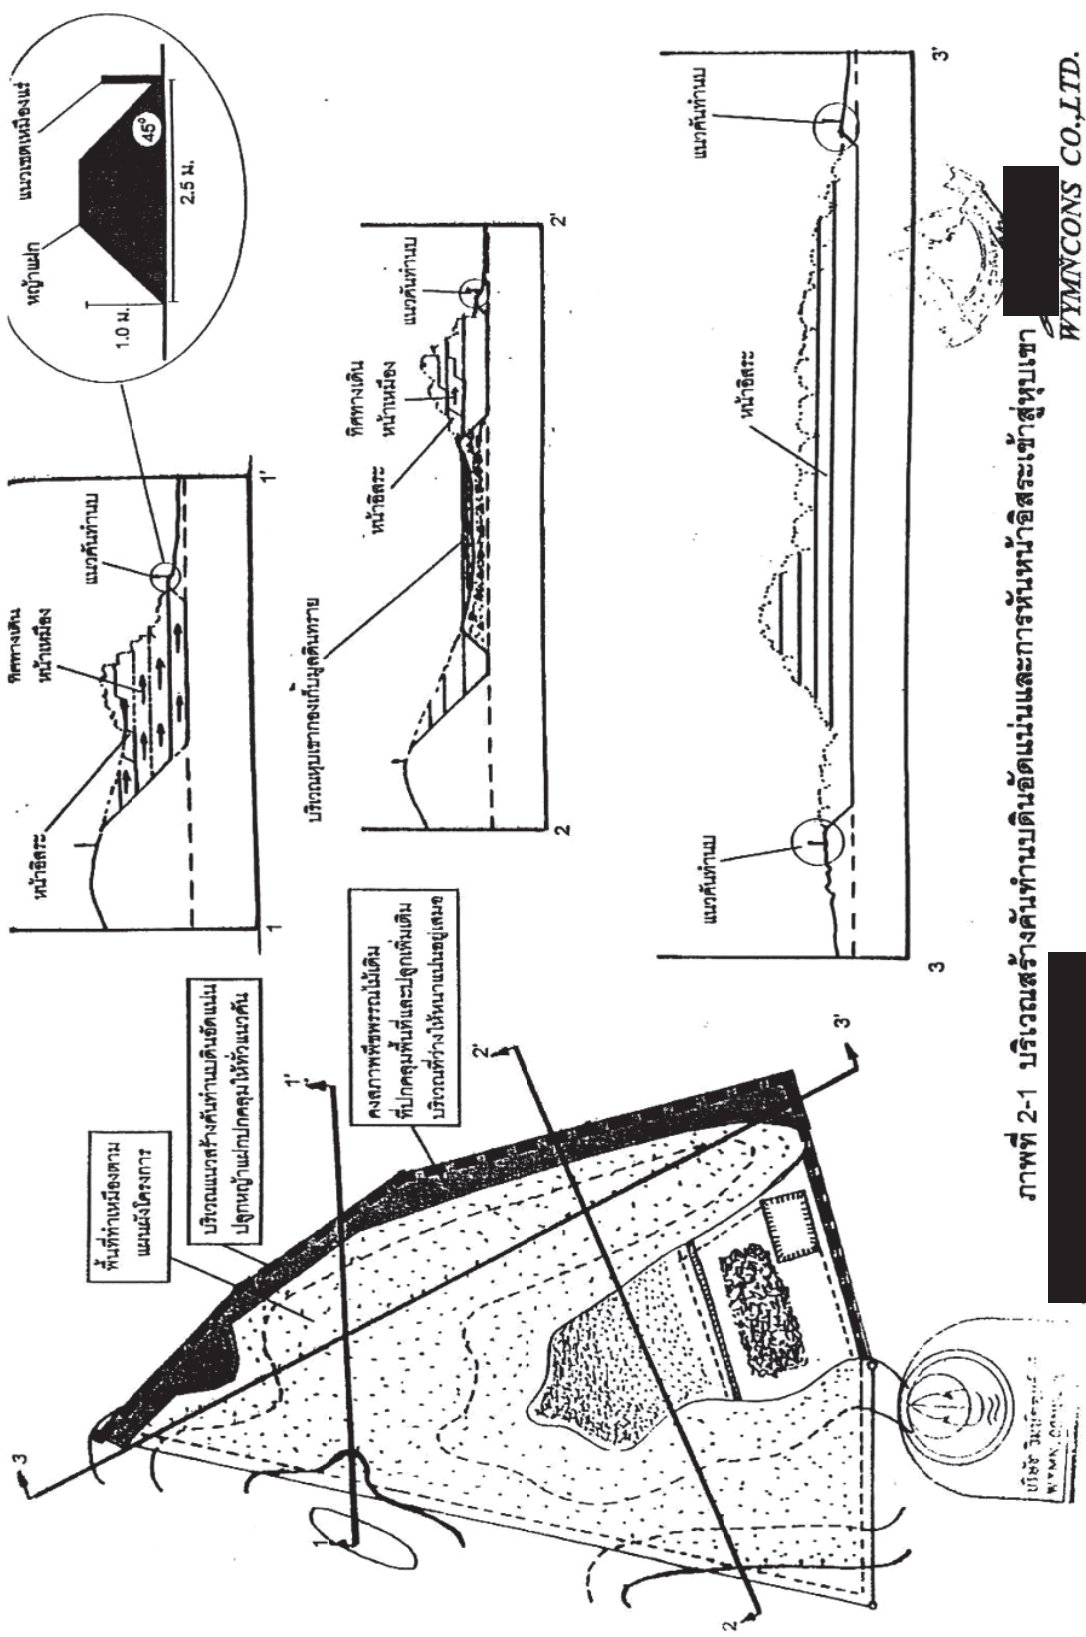 พื้นที่ทำเหมืองตาม
แผนผังโครงการ
บริเวณแนวสร้างคันทำนบดินอัดแน่น
ปลูกหญ้าแฝกปกคลุมให้ทั่วแนวคัน
คงสภาพพืชพรรณไม้เดิม
ที่ปกคลุมพื้นที่และปลูกเพิ่มเติม
บริเวณที่ว่างให้หนาแน่นอยู่เสมอ
3
3'
1
1'
2
2'
หน้าอิสระ
ทิศทางเดิน
หน้าเหมือง
แนวคันทำนบ
1
1'
หญ้าแฝก
แนวเขตเหมืองแร่
1.0 ม.
45°
2.5 ม.
บริเวณหุบเขากองเก็บมูลดินทราย
หน้าอิสระ
ทิศทางเดิน
หน้าเหมือง
แนวคันทำนบ
2
2'
แนวคันทำนบ
หน้าอิสระ
แนวคันทำนบ
3
3'
ภาพที่ 2-1 บริเวณสร้างคันทำนบดินอัดแน่นและการหันหน้าอิสระเข้าสู่หุบเขา
WYMNCONS CO.,LTD.
บริษัท